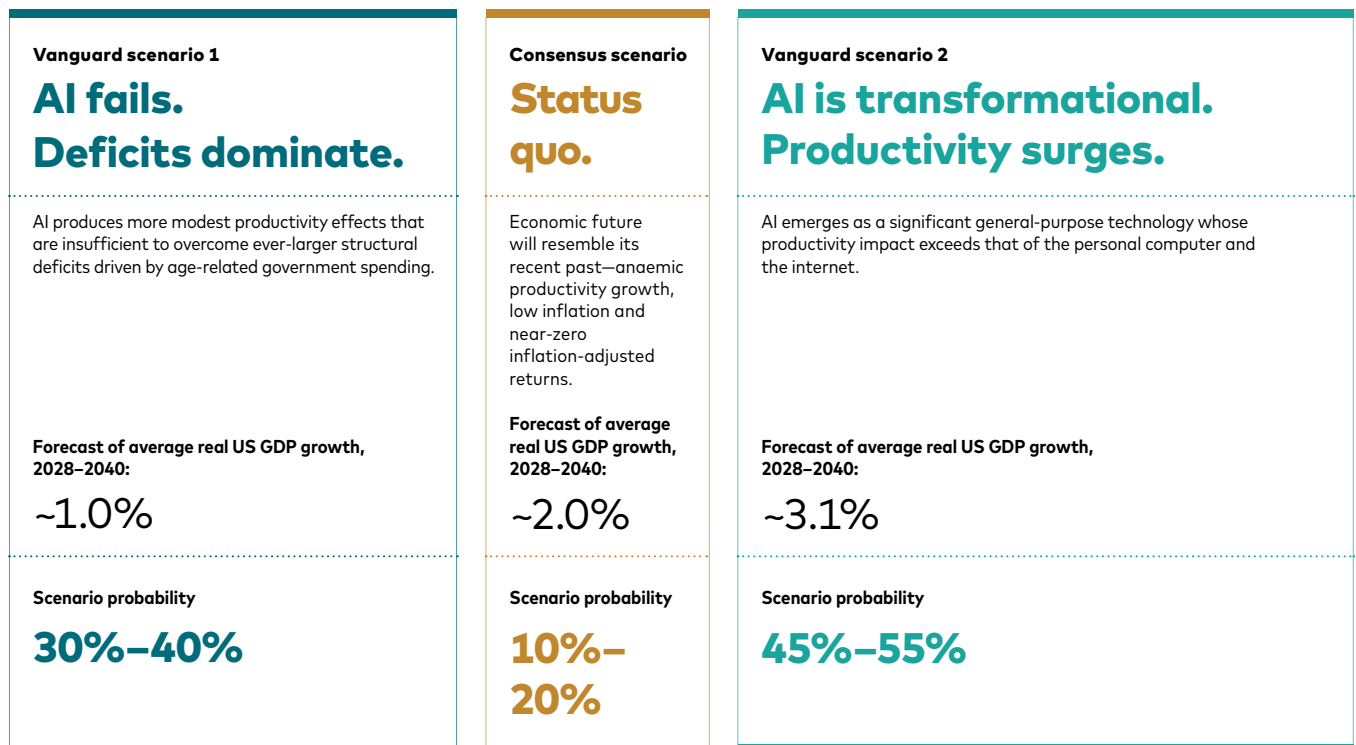 Vanguard scenario 1
AI fails.
Deficits dominate.
AI produces more modest productivity effects that
are insufficient to overcome ever-larger structural
deficits driven by age-related government spending.
Forecast of average real US GDP growth,
2028–2040:
~1.0%
Scenario probability
30%–40%
Consensus scenario
Status
quo.
Economic future
will resemble its
recent past—anaemic
productivity growth,
low inflation and
near-zero
inflation-adjusted
returns.
Forecast of average
real US GDP growth,
2028–2040:
~2.0%
Scenario probability
10%–
20%
Vanguard scenario 2
AI is transformational.
Productivity surges.
AI emerges as a significant general-purpose technology whose
productivity impact exceeds that of the personal computer and
the internet.
Forecast of average real US GDP growth,
2028–2040:
~3.1%
Scenario probability
45%–55%